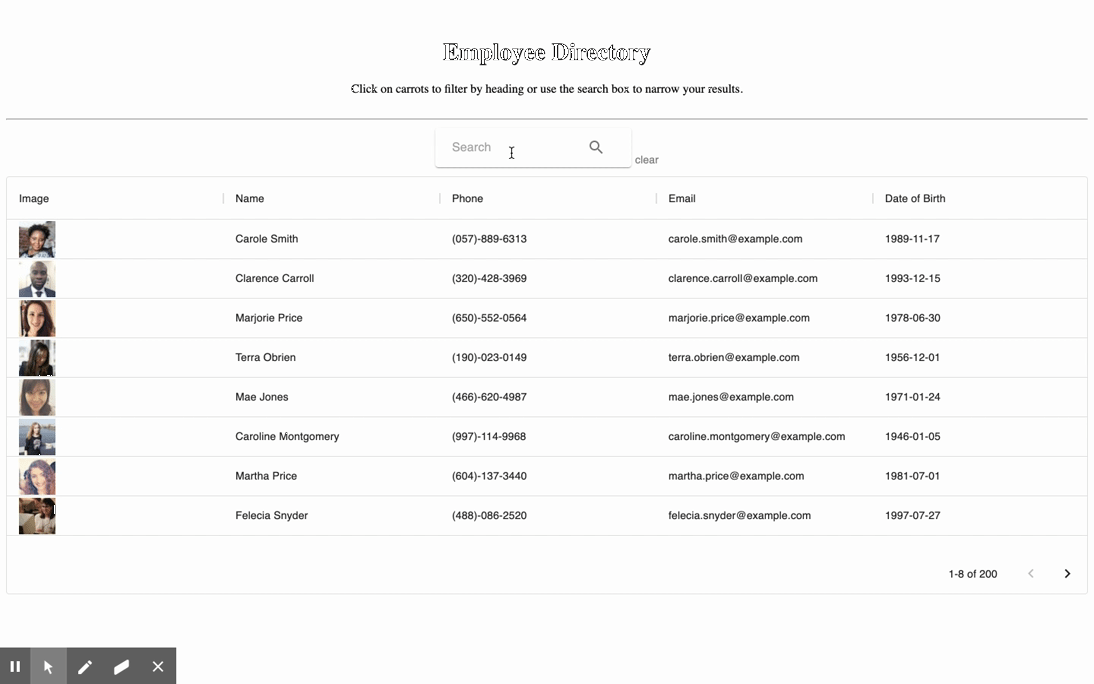 Employee Directory
Click on carrots to filter by heading or use the search box to narrow your results.
Search
clear
Image Name Phone Email Date of Birth
Carole Smith (057)-889-6313 carole.smith@example.com 1989-11-17
Clarence Carroll (320)-428-3969 clarence.carroll@example.com 1993-12-15
Marjorie Price (650)-552-0564 marjorie.price@example.com 1978-06-30
Terra Obrien (190)-023-0149 terra.obrien@example.com 1956-12-01
Mae Jones (466)-620-4987 mae.jones@example.com 1971-01-24
Caroline Montgomery (997)-114-9968 caroline.montgomery@example.com 1946-01-05
Martha Price (604)-137-3440 martha.price@example.com 1981-07-01
Felecia Snyder (488)-086-2520 felecia.snyder@example.com 1997-07-27
1-8 of 200